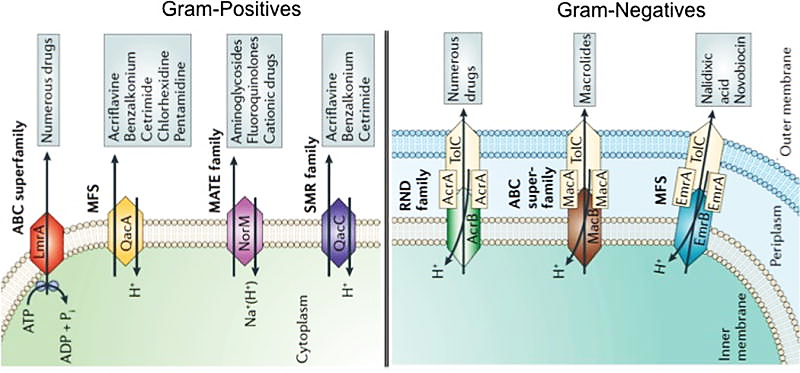 Gram-Positives
ABC superfamily
LmrA
Numerous drugs
ATP
ADP + Pi
MFS
QacA
H⁺
Acriflavine
Benzalkonium
Cetrimide
Chlorhexidine
Pentamidine
MATE family
NorM
Na⁺(H⁺)
Aminoglycosides
Fluoroquinolones
Cationic drugs
SMR family
QacC
H⁺
Acriflavine
Benzalkonium
Cetrimide
Cytoplasm
Gram-Negatives
RND
family
AcrA
TolC
AcrA
AcrB
H⁺
Numerous
drugs
ABC
super-
family
MacA
TolC
MacA
MacB
Macrolides
MFS
EmrA
TolC
EmrA
EmrB
H⁺
Nalidixic
acid
Novobiocin
Outer membrane
Periplasm
Inner
membrane